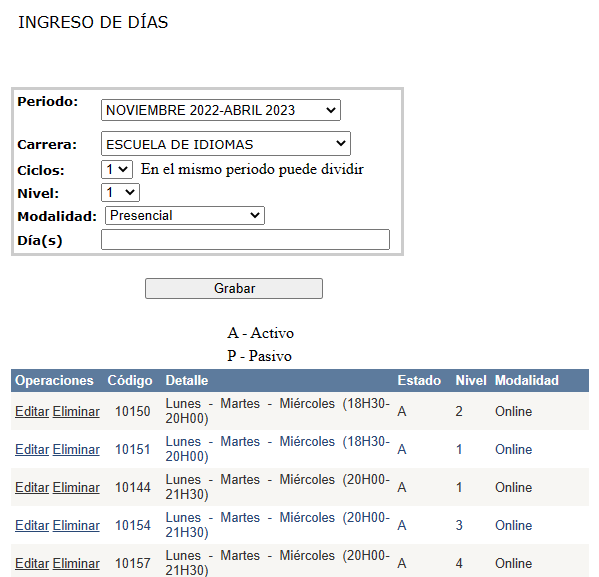 INGRESO DE DÍAS
Periodo: NOVIEMBRE 2022-ABRIL 2023
Carrera: ESCUELA DE IDIOMAS
Ciclos: 1 En el mismo periodo puede dividir
Nivel: 1
Modalidad: Presencial
Día(s)
Grabar
A - Activo
P - Pasivo
Operaciones Código Detalle Estado Nivel Modalidad
Editar Eliminar 10150 Lunes - Martes - Miércoles (18H30-20H00) A 2 Online
Editar Eliminar 10151 Lunes - Martes - Miércoles (18H30-20H00) A 1 Online
Editar Eliminar 10144 Lunes - Martes - Miércoles (20H00-21H30) A 1 Online
Editar Eliminar 10154 Lunes - Martes - Miércoles (20H00-21H30) A 3 Online
Editar Eliminar 10157 Lunes - Martes - Miércoles (20H00-21H30) A 4 Online